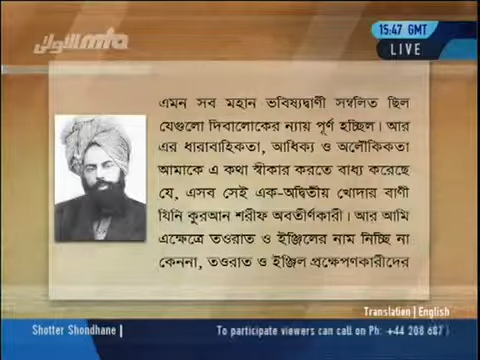 الأولى mta
15:47 GMT
LIVE
এমন সব মহান ভবিষ্যদ্বাণী সম্বলিত ছিল
যেগুলো দিবালোকের ন্যায় পূর্ণ হচ্ছিল। আর
এর ধারাবাহিকতা, আধিক্য ও অলৌকিকতা
আমাকে এ কথা স্বীকার করতে বাধ্য করেছে
যে, এসব সেই এক-অদ্বিতীয় খোদার বাণী
যিনি কুরআন শরীফ অবতীর্ণকারী। আর আমি
এক্ষেত্রে তওরাত ও ইঞ্জিলের নাম নিচ্ছি না
কেননা, তওরাত ও ইঞ্জিল প্রক্ষেপণকারীদের
Translation | English
Shotter Shondhane | To participate viewers can call on Ph: +44 208 687